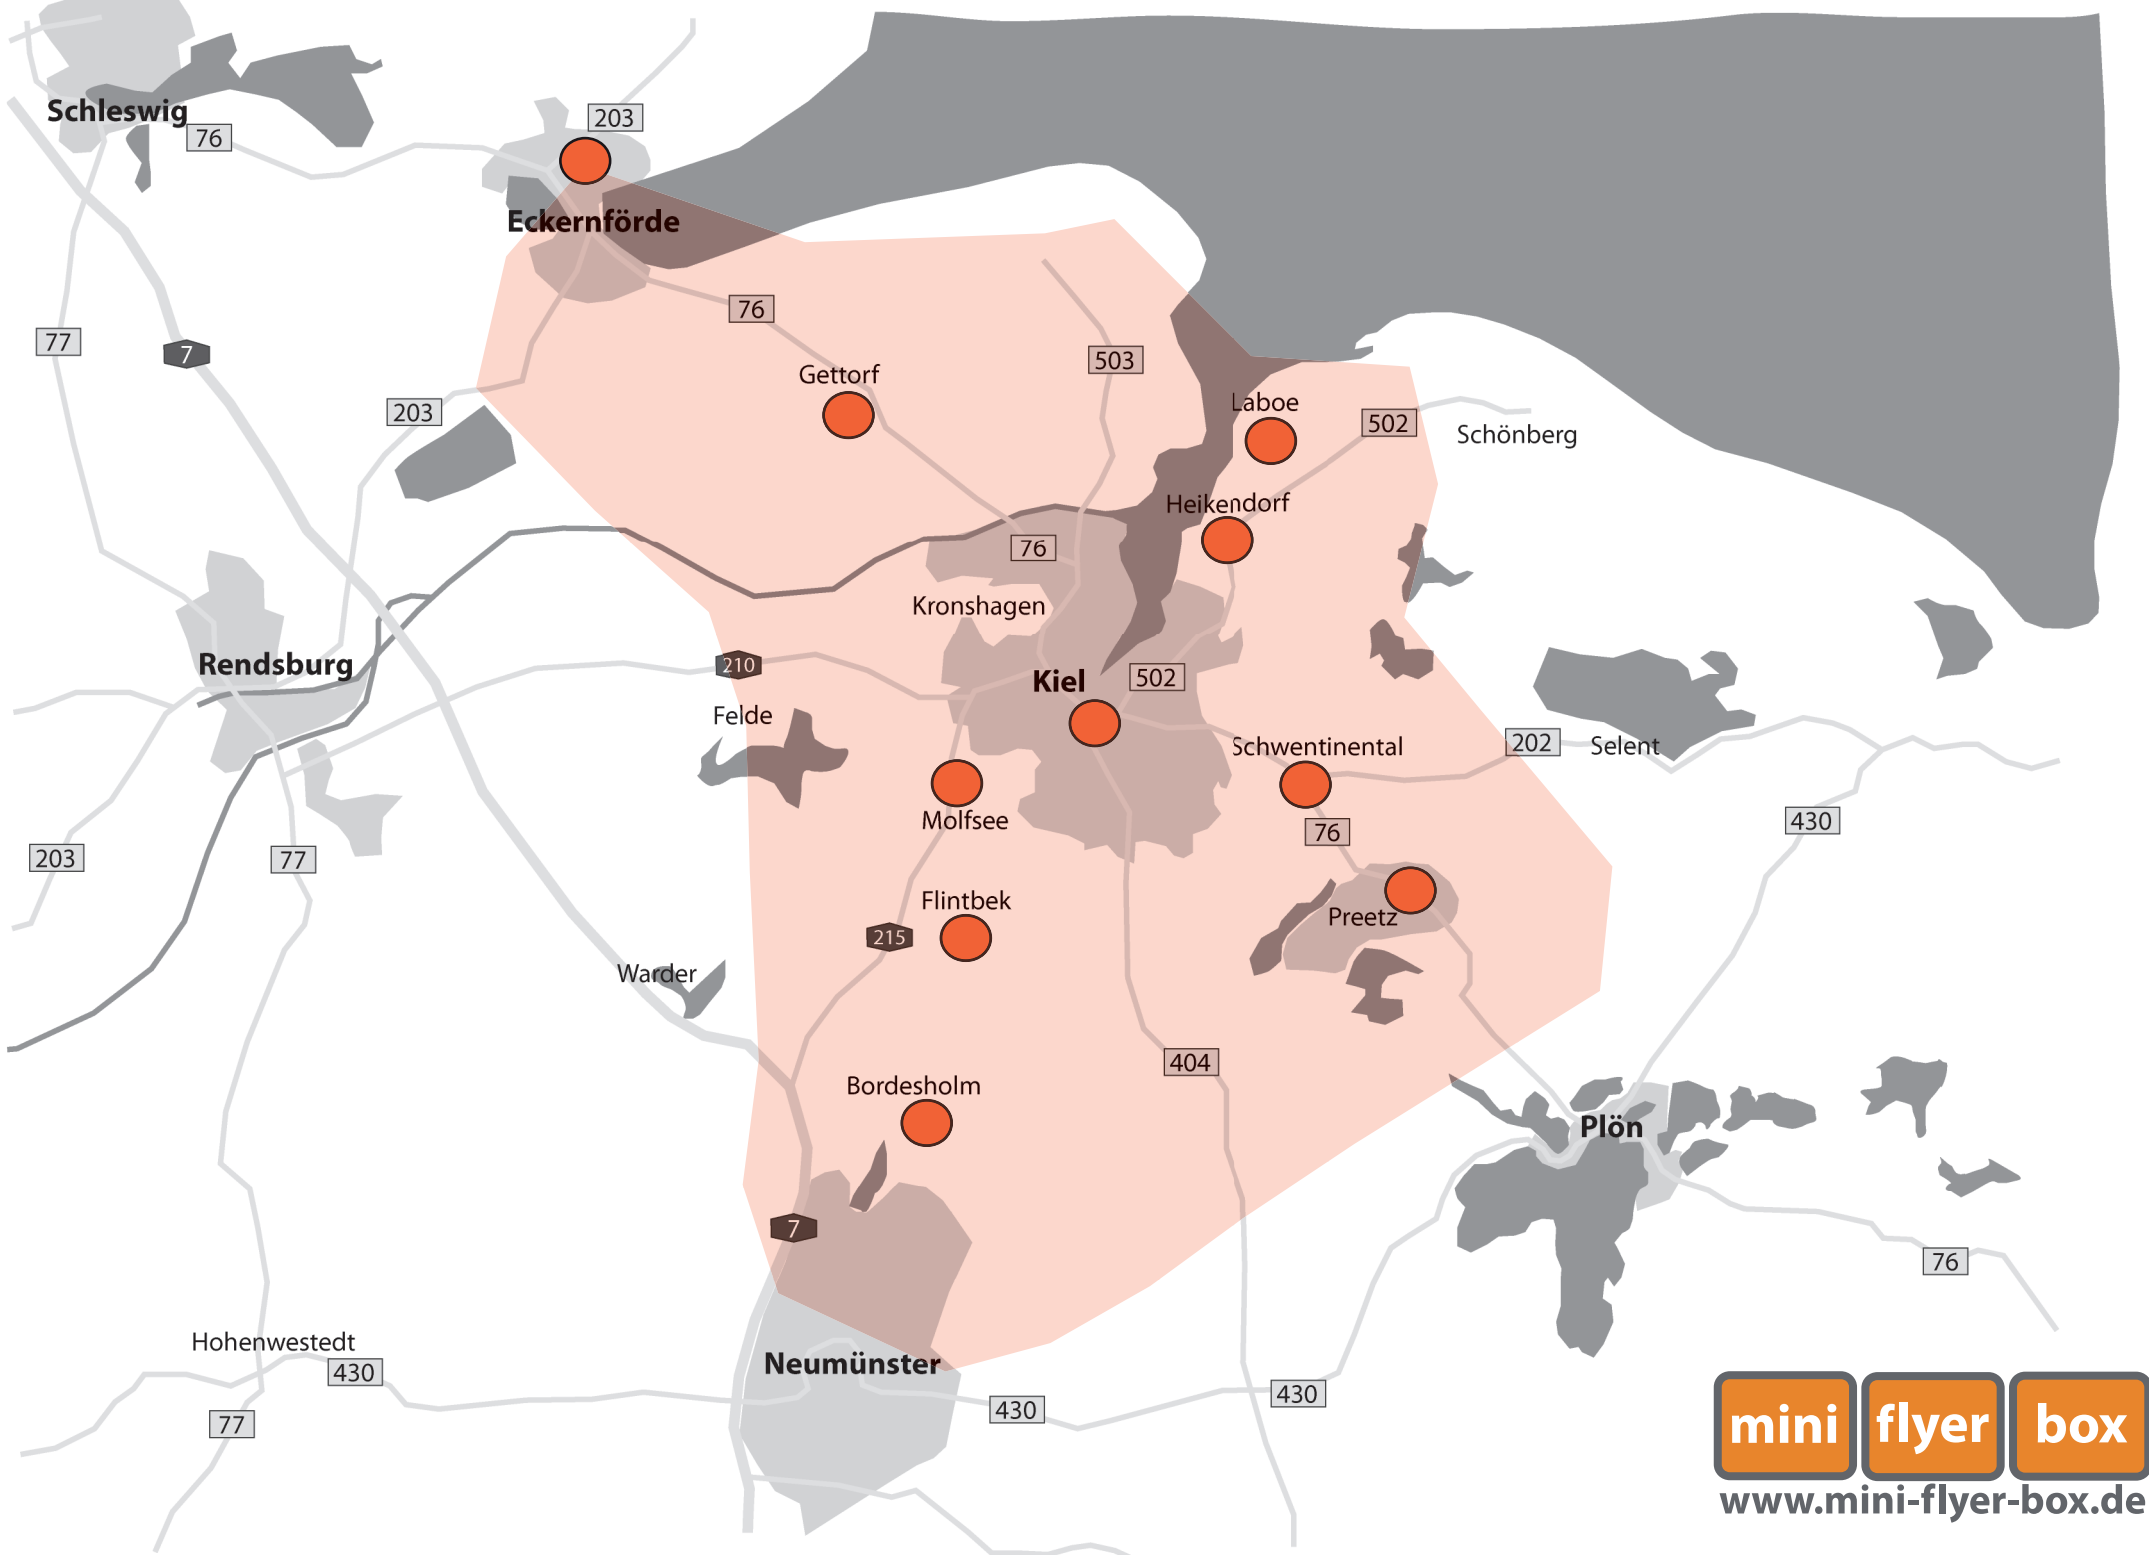 Schleswig
76
203
Eckernförde
77
7
76
203
Gettorf
503
Laboe
502
Schönberg
Heikendorf
76
Kronshagen
Rendsburg
210
Kiel
502
Felde
Schwentinental
202
Selent
Molfsee
76
430
203
77
Flintbek
Preetz
215
Warder
404
Bordesholm
Plön
7
76
Hohenwestedt
430
Neumünster
430
430
77
mini flyer box
www.mini-flyer-box.de